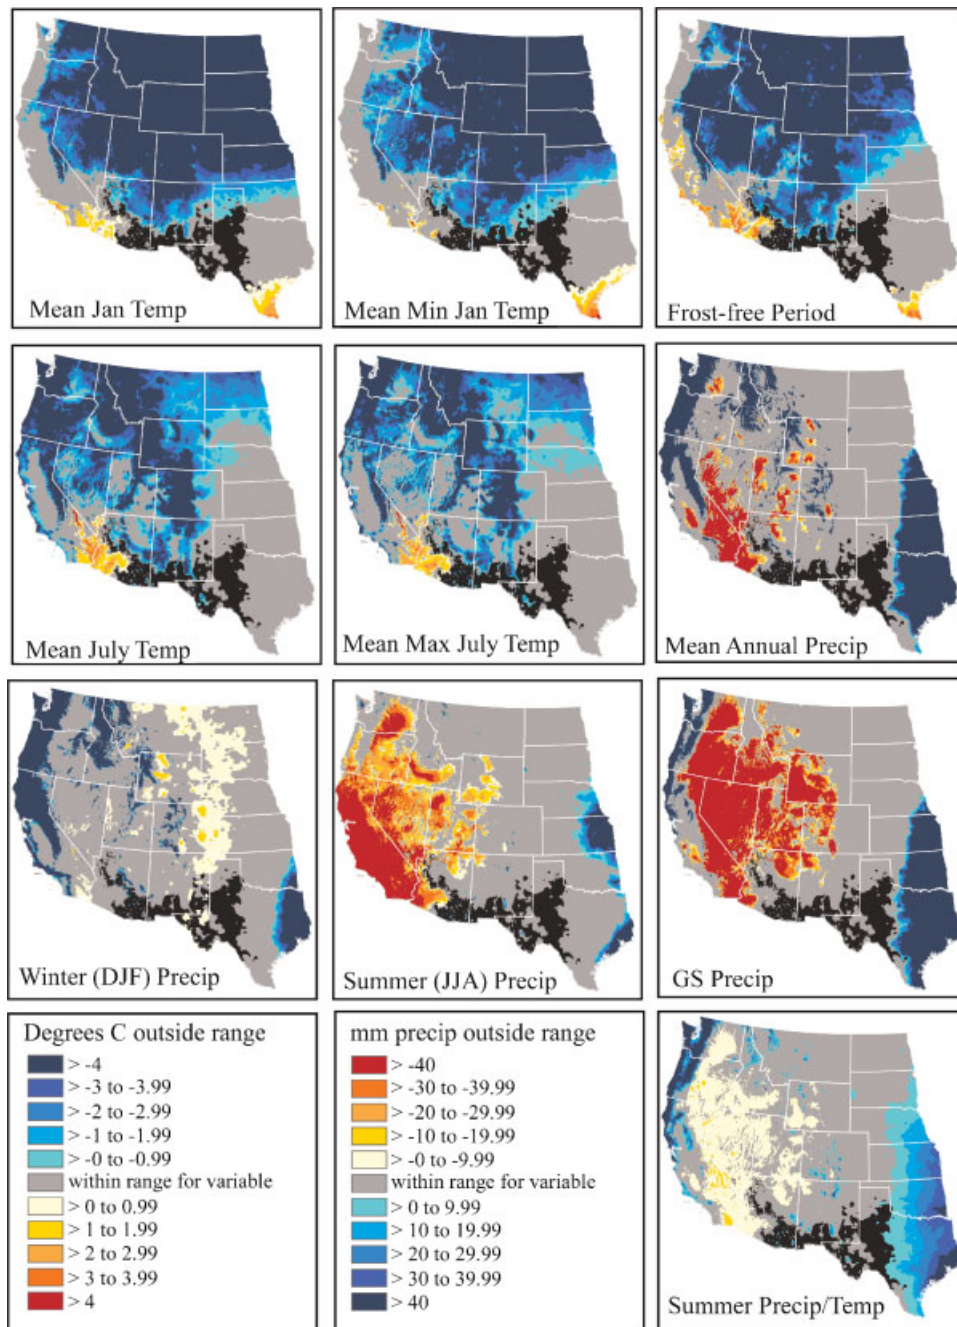 Mean Jan Temp
Mean Min Jan Temp
Frost-free Period
Mean July Temp
Mean Max July Temp
Mean Annual Precip
Winter (DJF) Precip
Summer (JJA) Precip
GS Precip
Degrees C outside range
> -4
> -3 to -3.99
> -2 to -2.99
> -1 to -1.99
> -0 to -0.99
within range for variable
> 0 to 0.99
> 1 to 1.99
> 2 to 2.99
> 3 to 3.99
> 4
mm precip outside range
> -40
> -30 to -39.99
> -20 to -29.99
> -10 to -19.99
> -0 to -9.99
within range for variable
> 0 to 9.99
> 10 to 19.99
> 20 to 29.99
> 30 to 39.99
> 40
Summer Precip/Temp